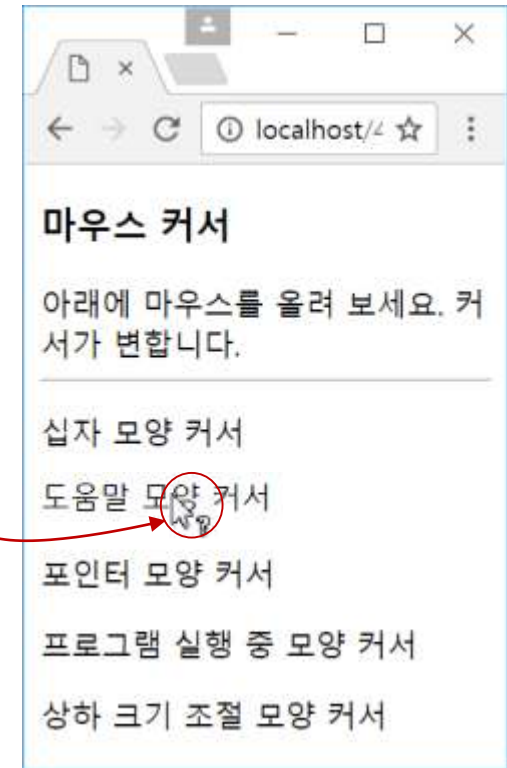 localhost/4
마우스 커서
아래에 마우스를 올려 보세요. 커
서가 변합니다.
십자 모양 커서
도움말 모양 커서
포인터 모양 커서
프로그램 실행 중 모양 커서
상하 크기 조절 모양 커서